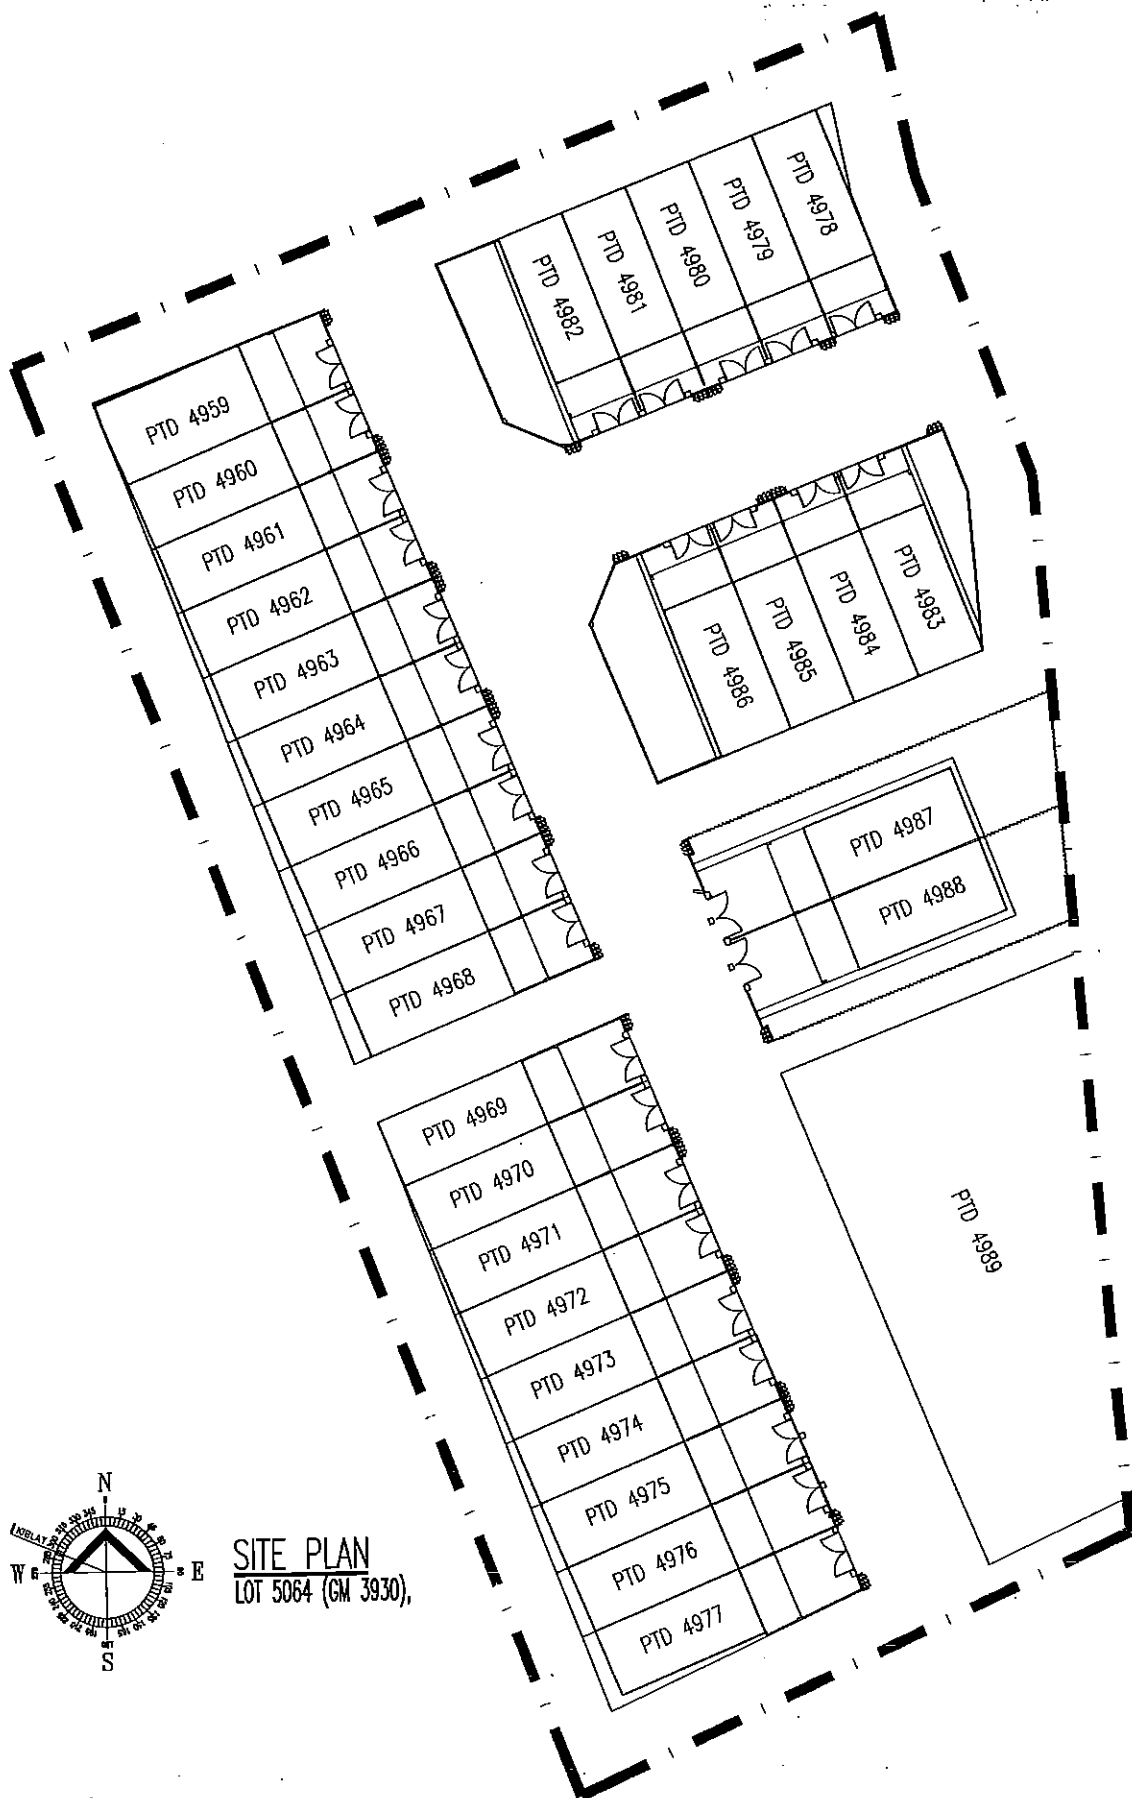 PTD 4978
PTD 4979
PTD 4980
PTD 4981
PTD 4982
PTD 4959
PTD 4960
PTD 4961
PTD 4962
PTD 4963
PTD 4964
PTD 4965
PTD 4966
PTD 4967
PTD 4968
PTD 4983
PTD 4984
PTD 4985
PTD 4986
PTD 4987
PTD 4988
PTD 4969
PTD 4970
PTD 4971
PTD 4972
PTD 4973
PTD 4974
PTD 4975
PTD 4976
PTD 4977
PTD 4989
N
W
E
S
KIBLAT
SITE PLAN
LOT 5064 (GM 3930),